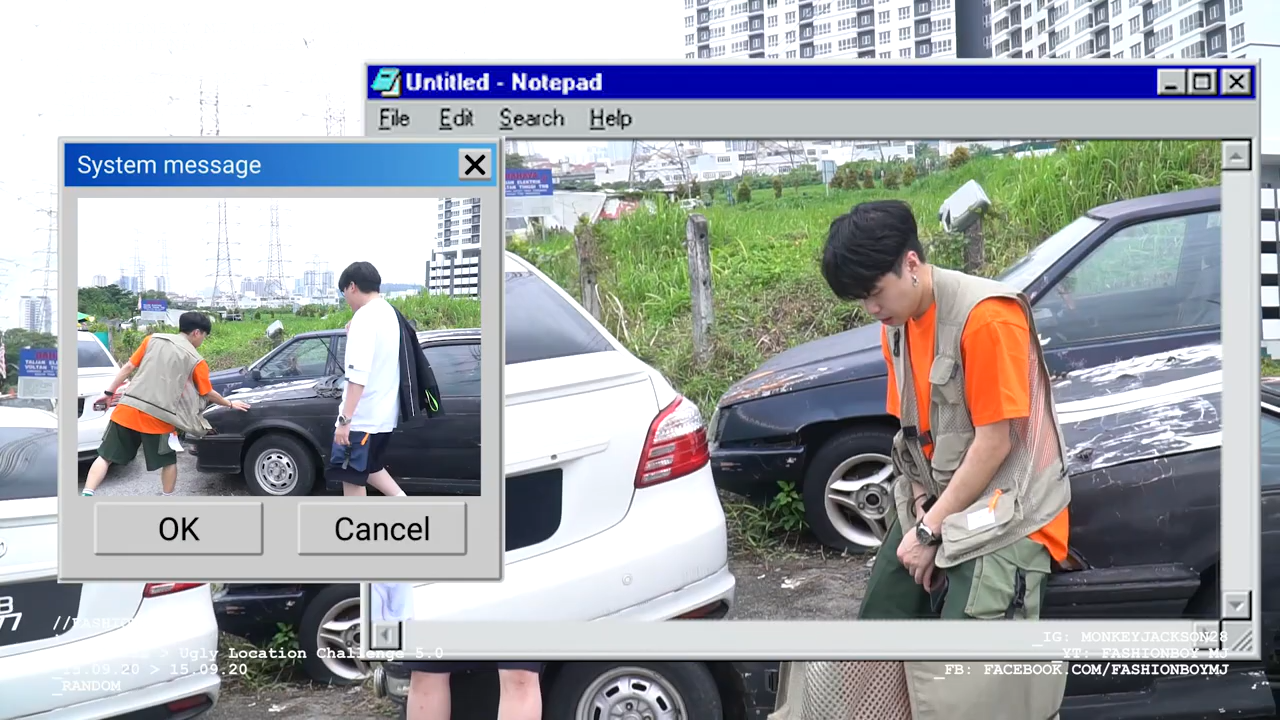 Untitled - Notepad
File Edit Search Help
System message
OK Cancel
> Ugly Location Challenge 5.0
15.09.20 > 15.09.20
_RANDOM
_IG: MONKEYJACKSON28
YT: FASHIONBOY MJ
_FB: FACEBOOK.COM/FASHIONBOYMJ